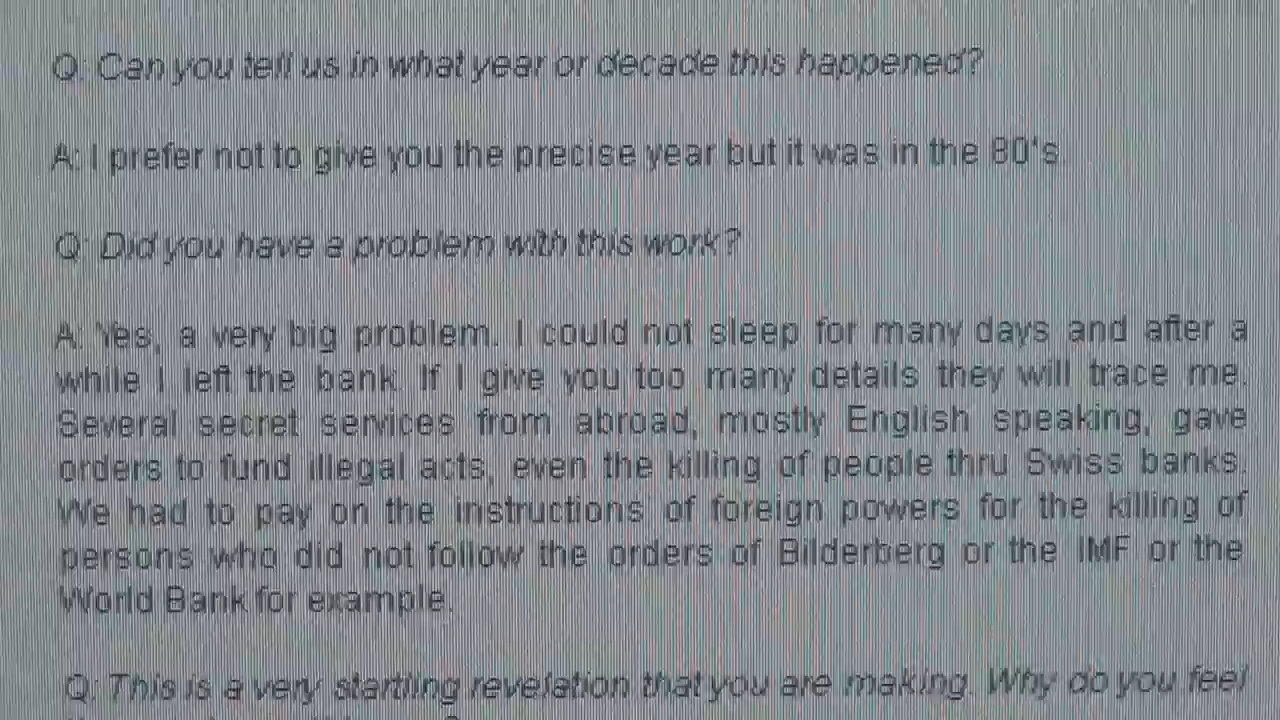 Q: Can you tell us in what year or decade this happened?
A: I prefer not to give you the precise year but it was in the 80's
Q: Did you have a problem with this work?
A: Yes, a very big problem. I could not sleep for many days and after a
while I left the bank. If I give you too many details they will trace me.
Several secret services from abroad, mostly English speaking, gave
orders to fund illegal acts, even the killing of people thru Swiss banks.
We had to pay on the instructions of foreign powers for the killing of
persons who did not follow the orders of Bilderberg or the IMF or the
World Bank for example.
Q: This is a very startling revelation that you are making. Why do you feel